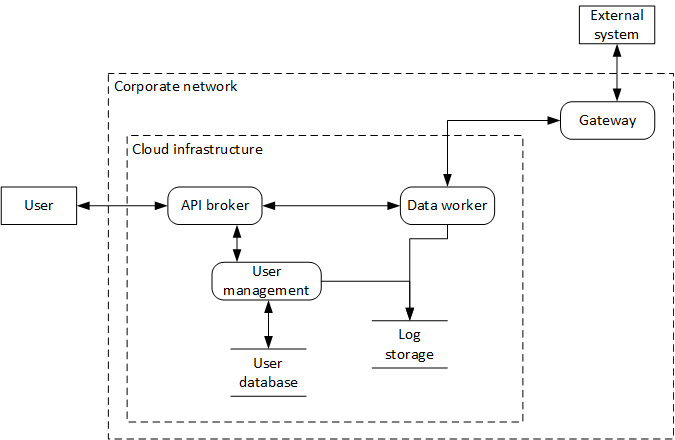 External
system
Corporate network
Gateway
Cloud infrastructure
User
API broker
Data worker
User
management
Log
storage
User
database